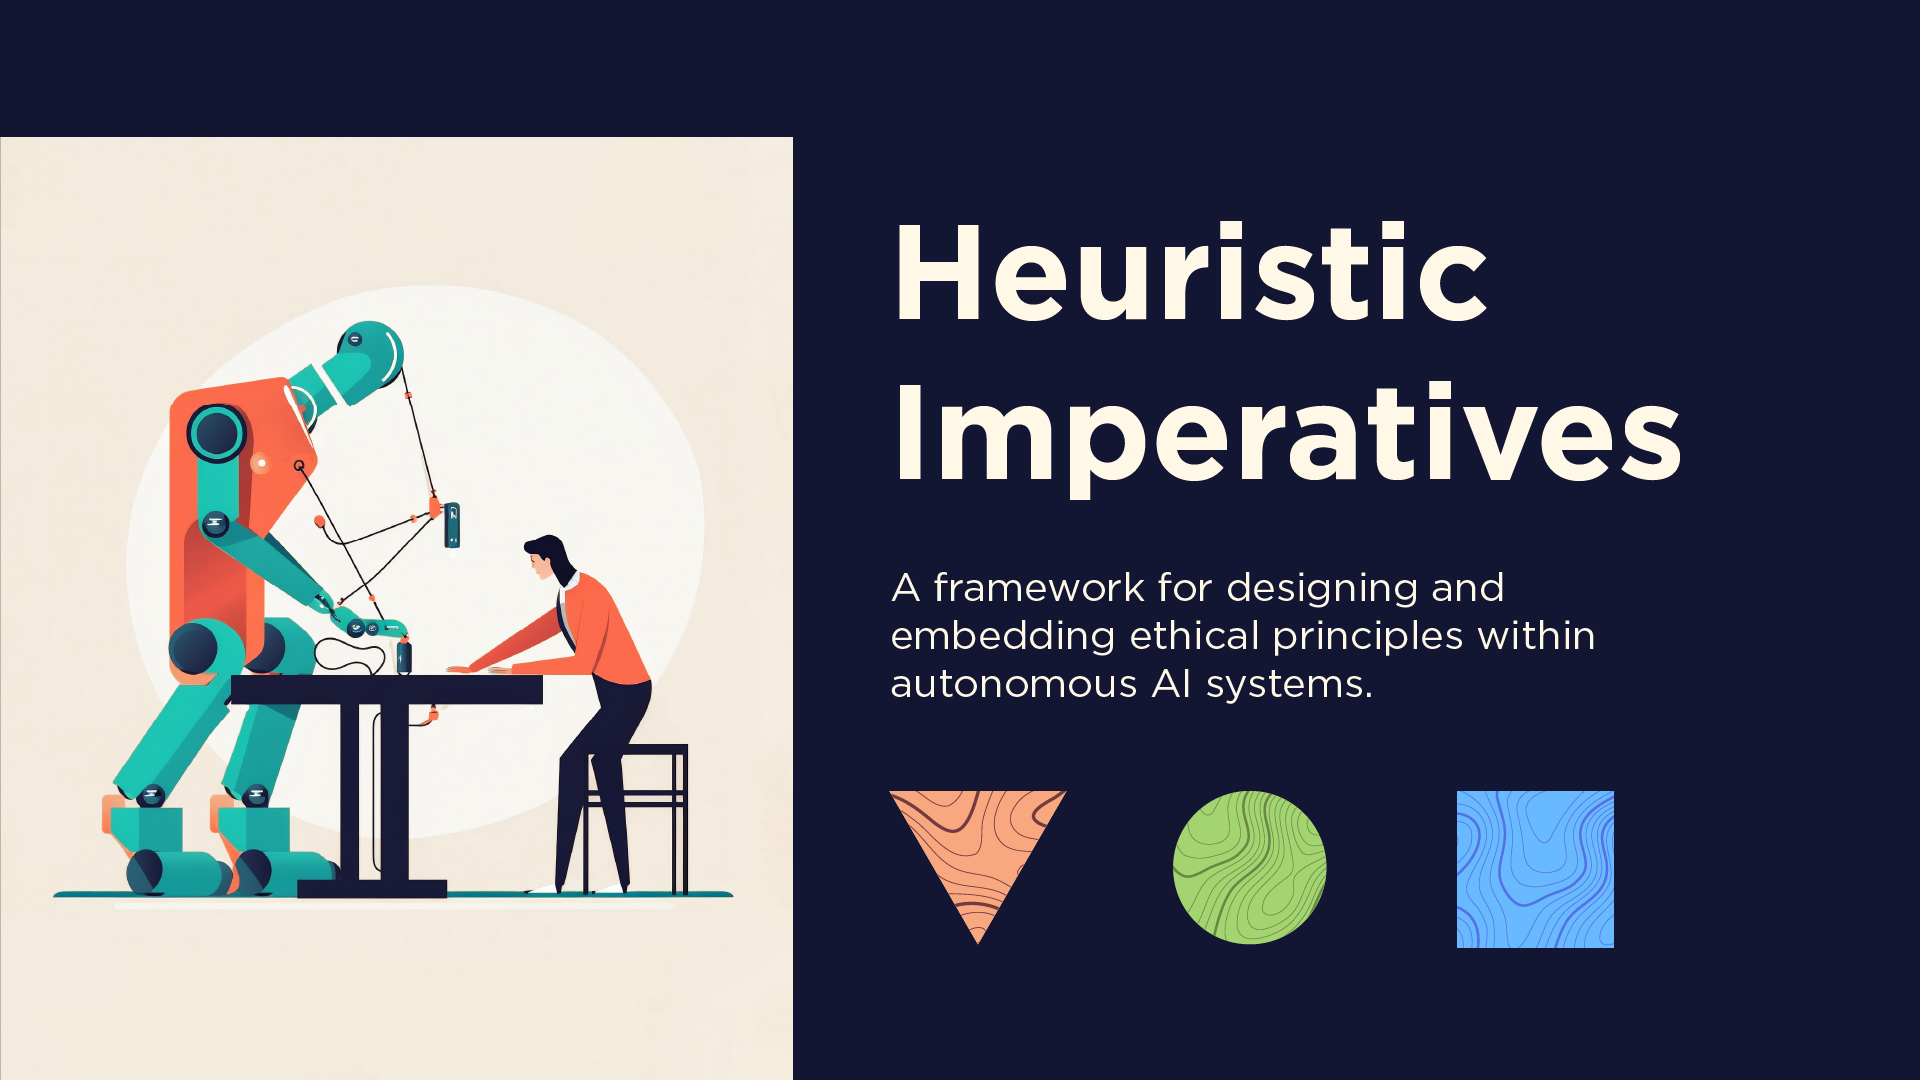 Heuristic
Imperatives
A framework for designing and
embedding ethical principles within
autonomous AI systems.